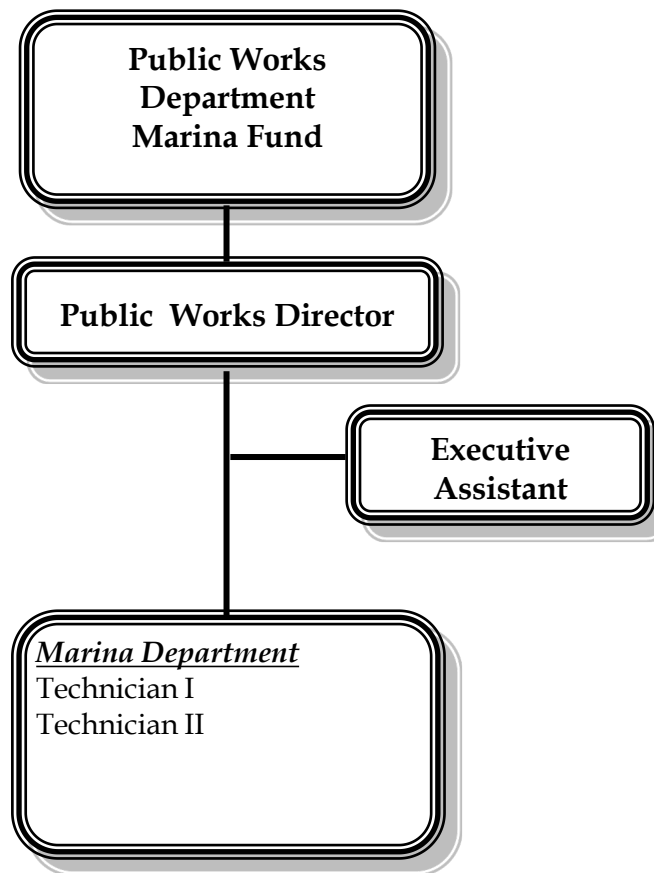 Public Works
Department
Marina Fund
Public Works Director
Executive
Assistant
Marina Department
Technician I
Technician II